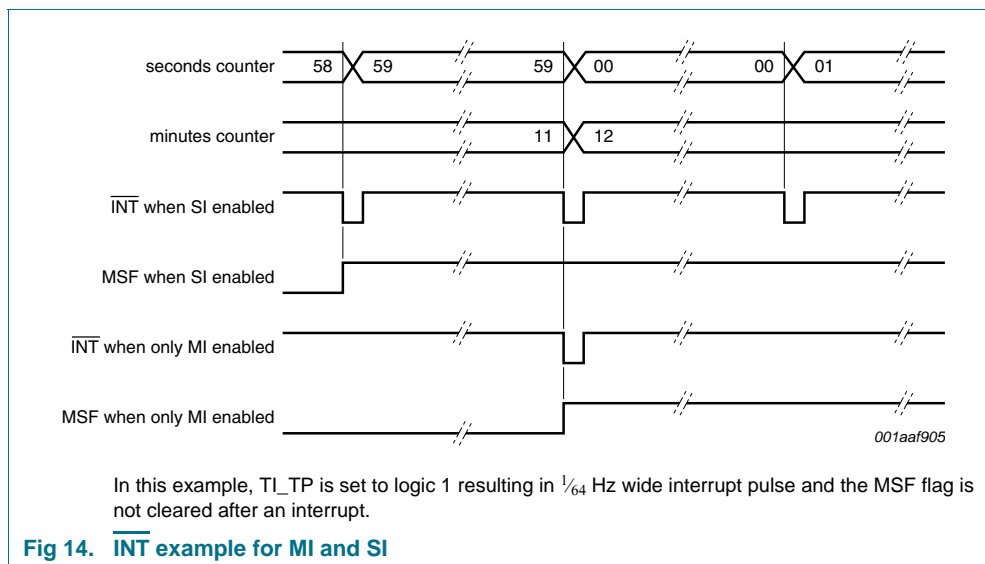 seconds counter 58 59 59 00 00 01
minutes counter 11 12
INT when SI enabled
MSF when SI enabled
INT when only MI enabled
MSF when only MI enabled
001aaf905
In this example, TI_TP is set to logic 1 resulting in 1⁄64 Hz wide interrupt pulse and the MSF flag is
not cleared after an interrupt.
Fig 14. INT example for MI and SI